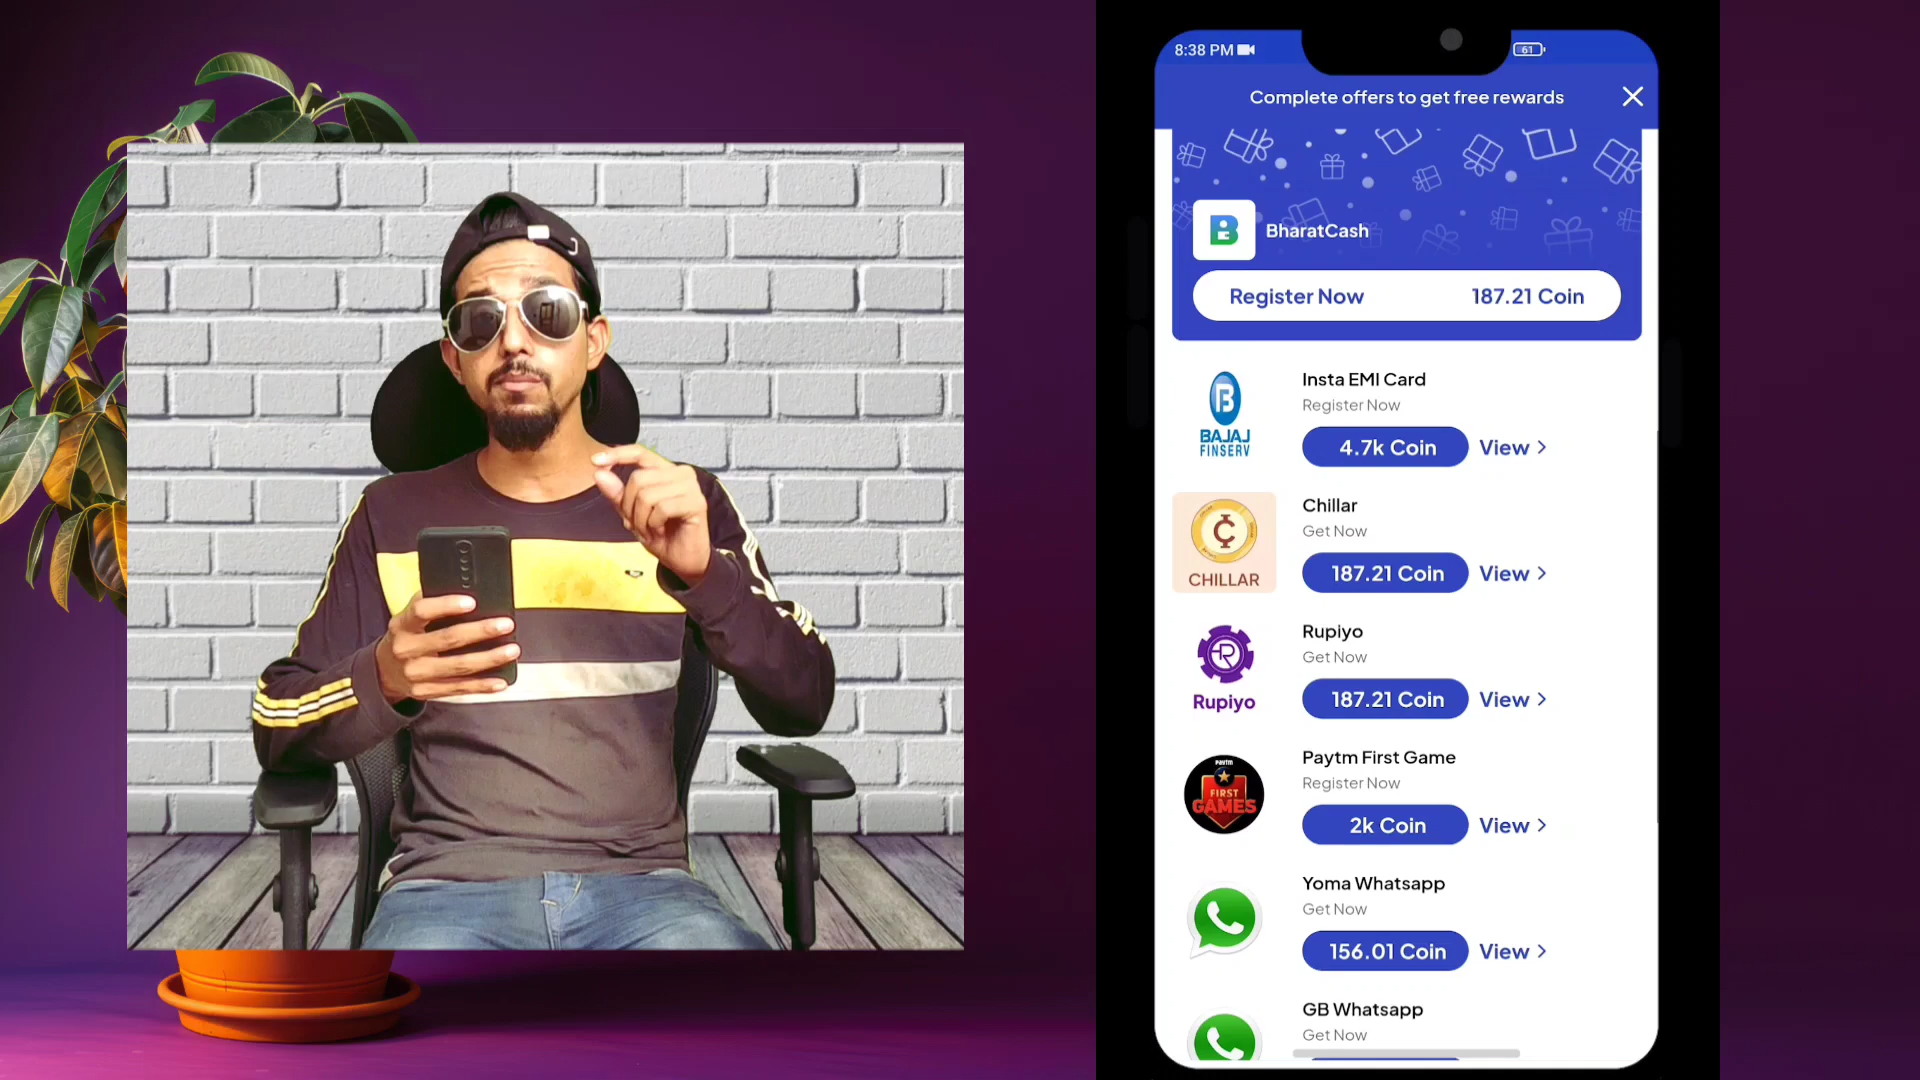 8:38 PM
61
Complete offers to get free rewards
BharatCash
Register Now 187.21 Coin
Insta EMI Card
Register Now
4.7k Coin View >
BAJAJ
FINSERV
Chillar
Get Now
187.21 Coin View >
CHILLAR
Rupiyo
Get Now
187.21 Coin View >
Rupiyo
Paytm First Game
Register Now
2k Coin View >
Paytm
FIRST
GAMES
Yoma Whatsapp
Get Now
156.01 Coin View >
GB Whatsapp
Get Now